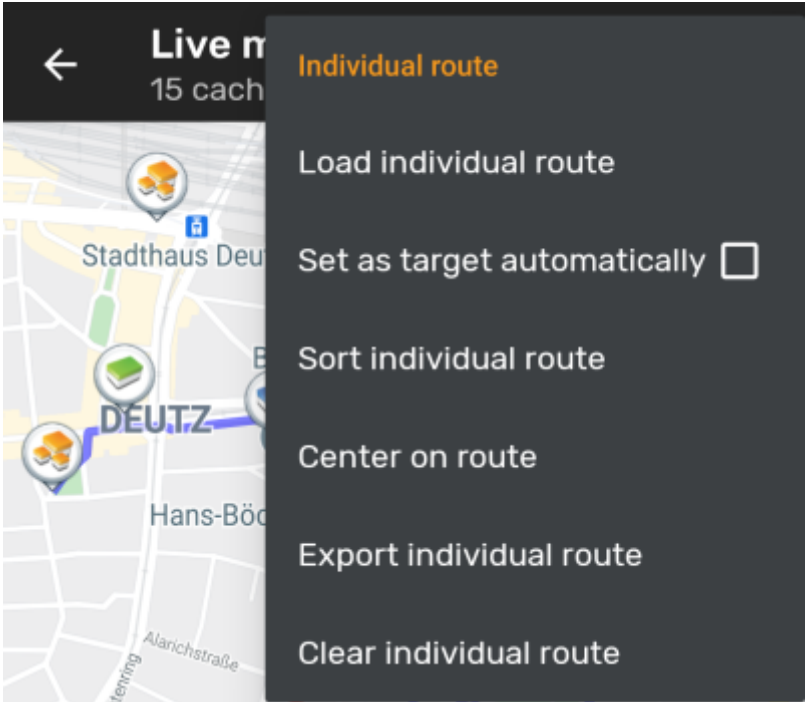 Live m
15 cach
Individual route
Load individual route
Set as target automatically
Sort individual route
Center on route
Export individual route
Clear individual route
Stadthaus Deu
B
DEUTZ
Hans-Böc
Alarichstraße
tenring